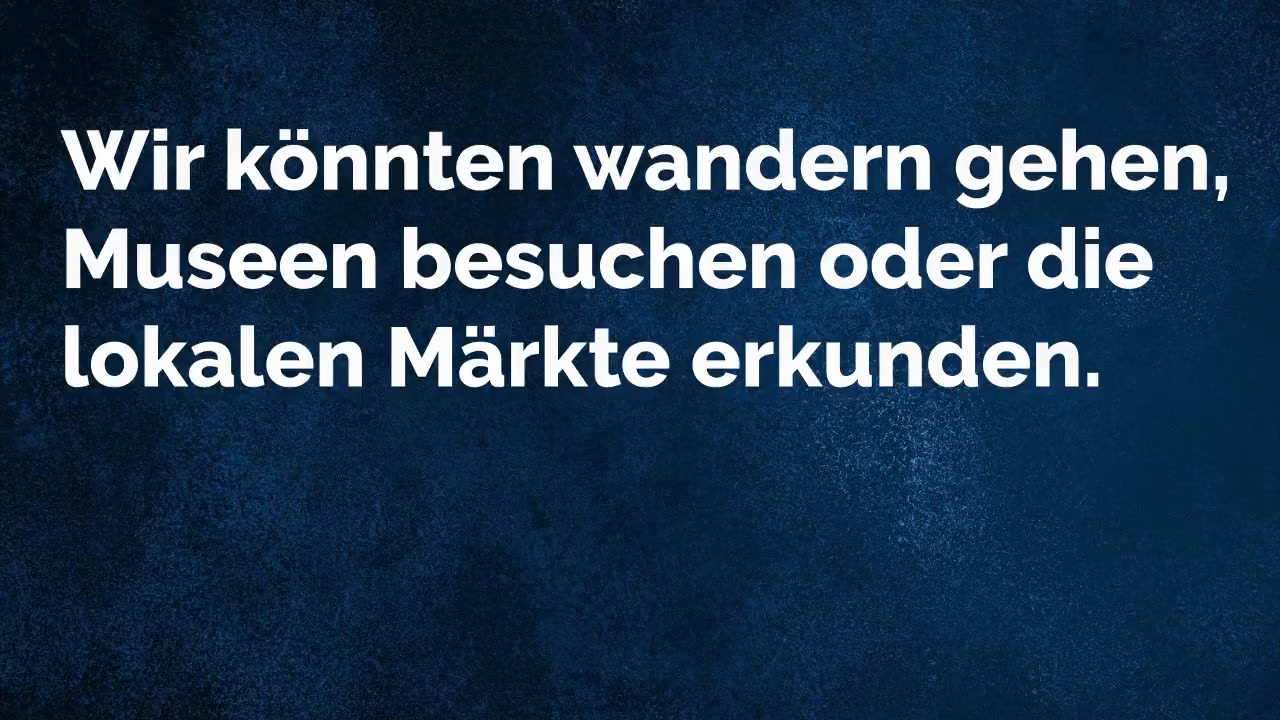 Wir könnten wandern gehen,
Museen besuchen oder die
lokalen Märkte erkunden.